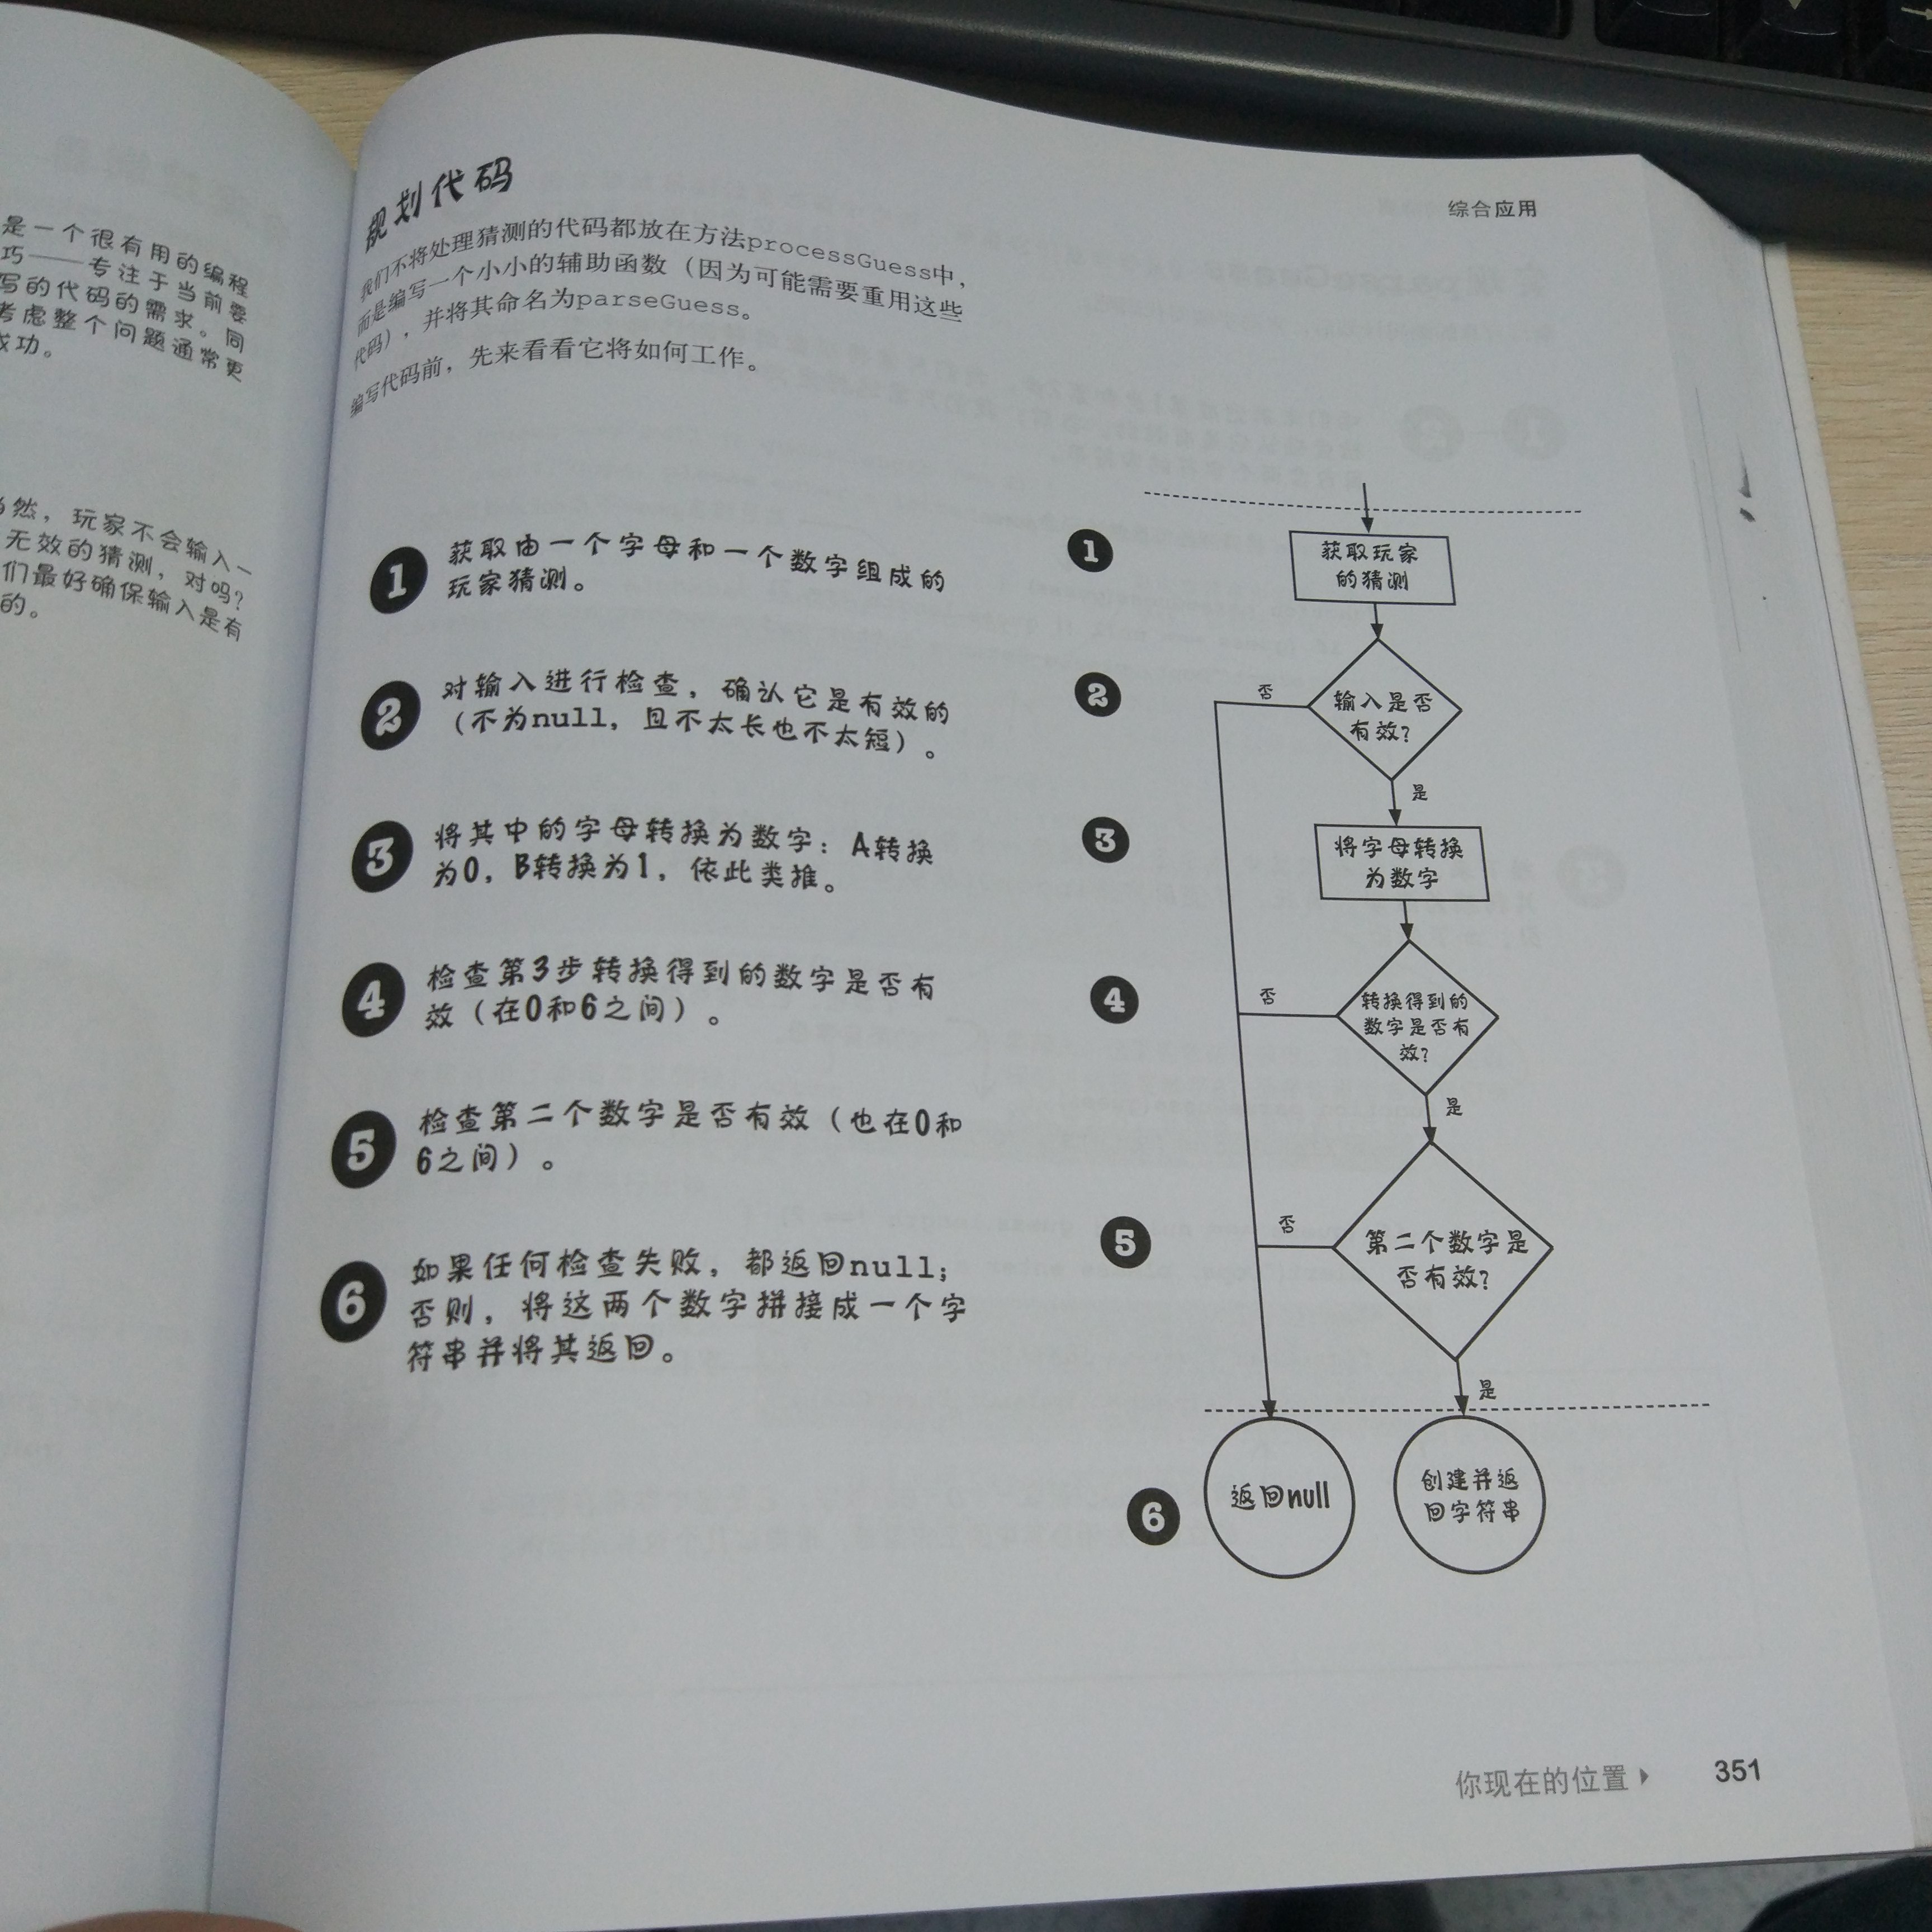 是一个很有用的编程
巧——专注于当前要
写的代码的需求。同
考虑整个问题通常更
成功。
当然，玩家不会输入一
无效的猜测，对吗？
们最好确保输入是有
的。
综合应用
规划代码
我们不将处理猜测的代码都放在方法processGuess中，
而是编写一个小小的辅助函数（因为可能需要重用这些
代码），并将其命名为parseGuess。
编写代码前，先来看看它将如何工作。
1 获取由一个字母和一个数字组成的
玩家猜测。
2 对输入进行检查，确认它是有效的
（不为null，且不太长也不太短）。
3 将其中的字母转换为数字：A转换
为0，B转换为1，依此类推。
4 检查第3步转换得到的数字是否有
效（在0和6之间）。
5 检查第二个数字是否有效（也在0和
6之间）。
6 如果任何检查失败，都返回null；
否则，将这两个数字拼接成一个字
符串并将其返回。
1
获取玩家
的猜测
2
否
输入是否
有效？
是
3
将字母转换
为数字
4
否
转换得到的
数字是否有
效？
是
5
否
第二个数字是
否有效？
是
6
返回null
创建并返
回字符串
你现在的位置 351